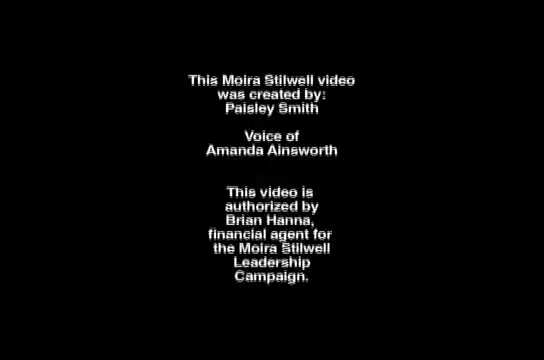 This Moira Stilwell video
was created by:
Paisley Smith
Voice of
Amanda Ainsworth
This video is
authorized by
Brian Hanna,
financial agent for
the Moira Stilwell
Leadership
Campaign.